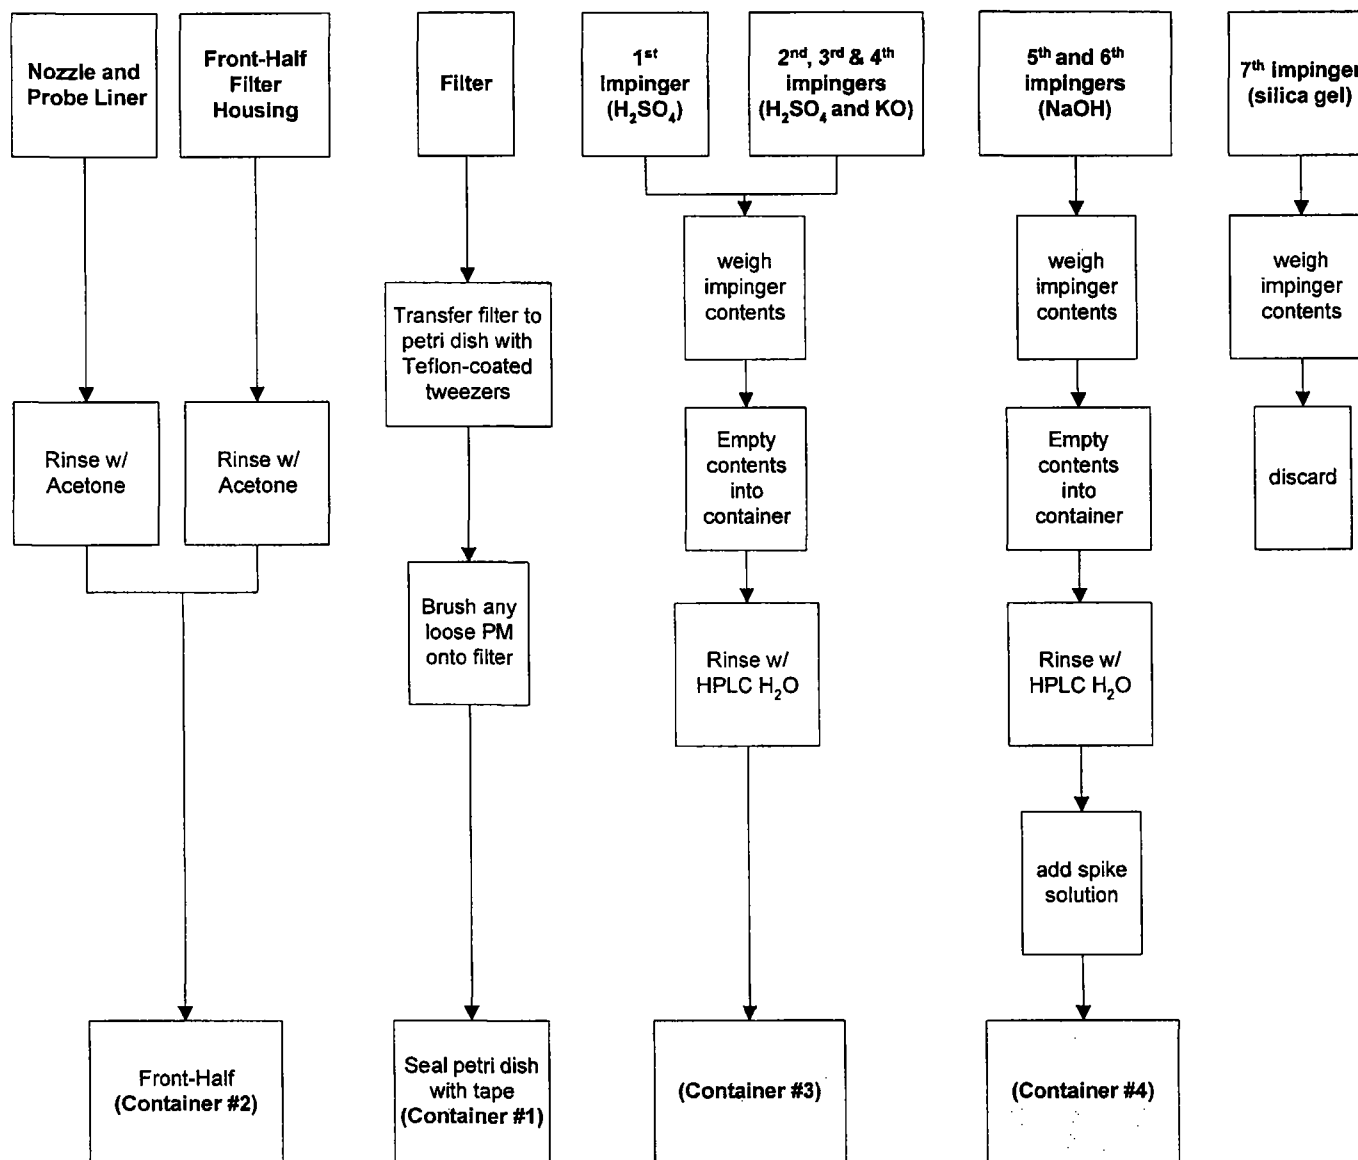 Nozzle and
Probe Liner
Front-Half
Filter
Housing
Filter
1st
Impinger
(H2SO4)
2nd, 3rd & 4th
impingers
(H2SO4 and KO)
5th and 6th
impingers
(NaOH)
7th impinger
(silica gel)
weigh
impinger
contents
weigh
impinger
contents
weigh
impinger
contents
Transfer filter to
petri dish with
Teflon-coated
tweezers
Rinse w/
Acetone
Rinse w/
Acetone
Empty
contents
into
container
Empty
contents
into
container
discard
Brush any
loose PM
onto filter
Rinse w/
HPLC H2O
Rinse w/
HPLC H2O
add spike
solution
Front-Half
(Container #2)
Seal petri dish
with tape
(Container #1)
(Container #3)
(Container #4)